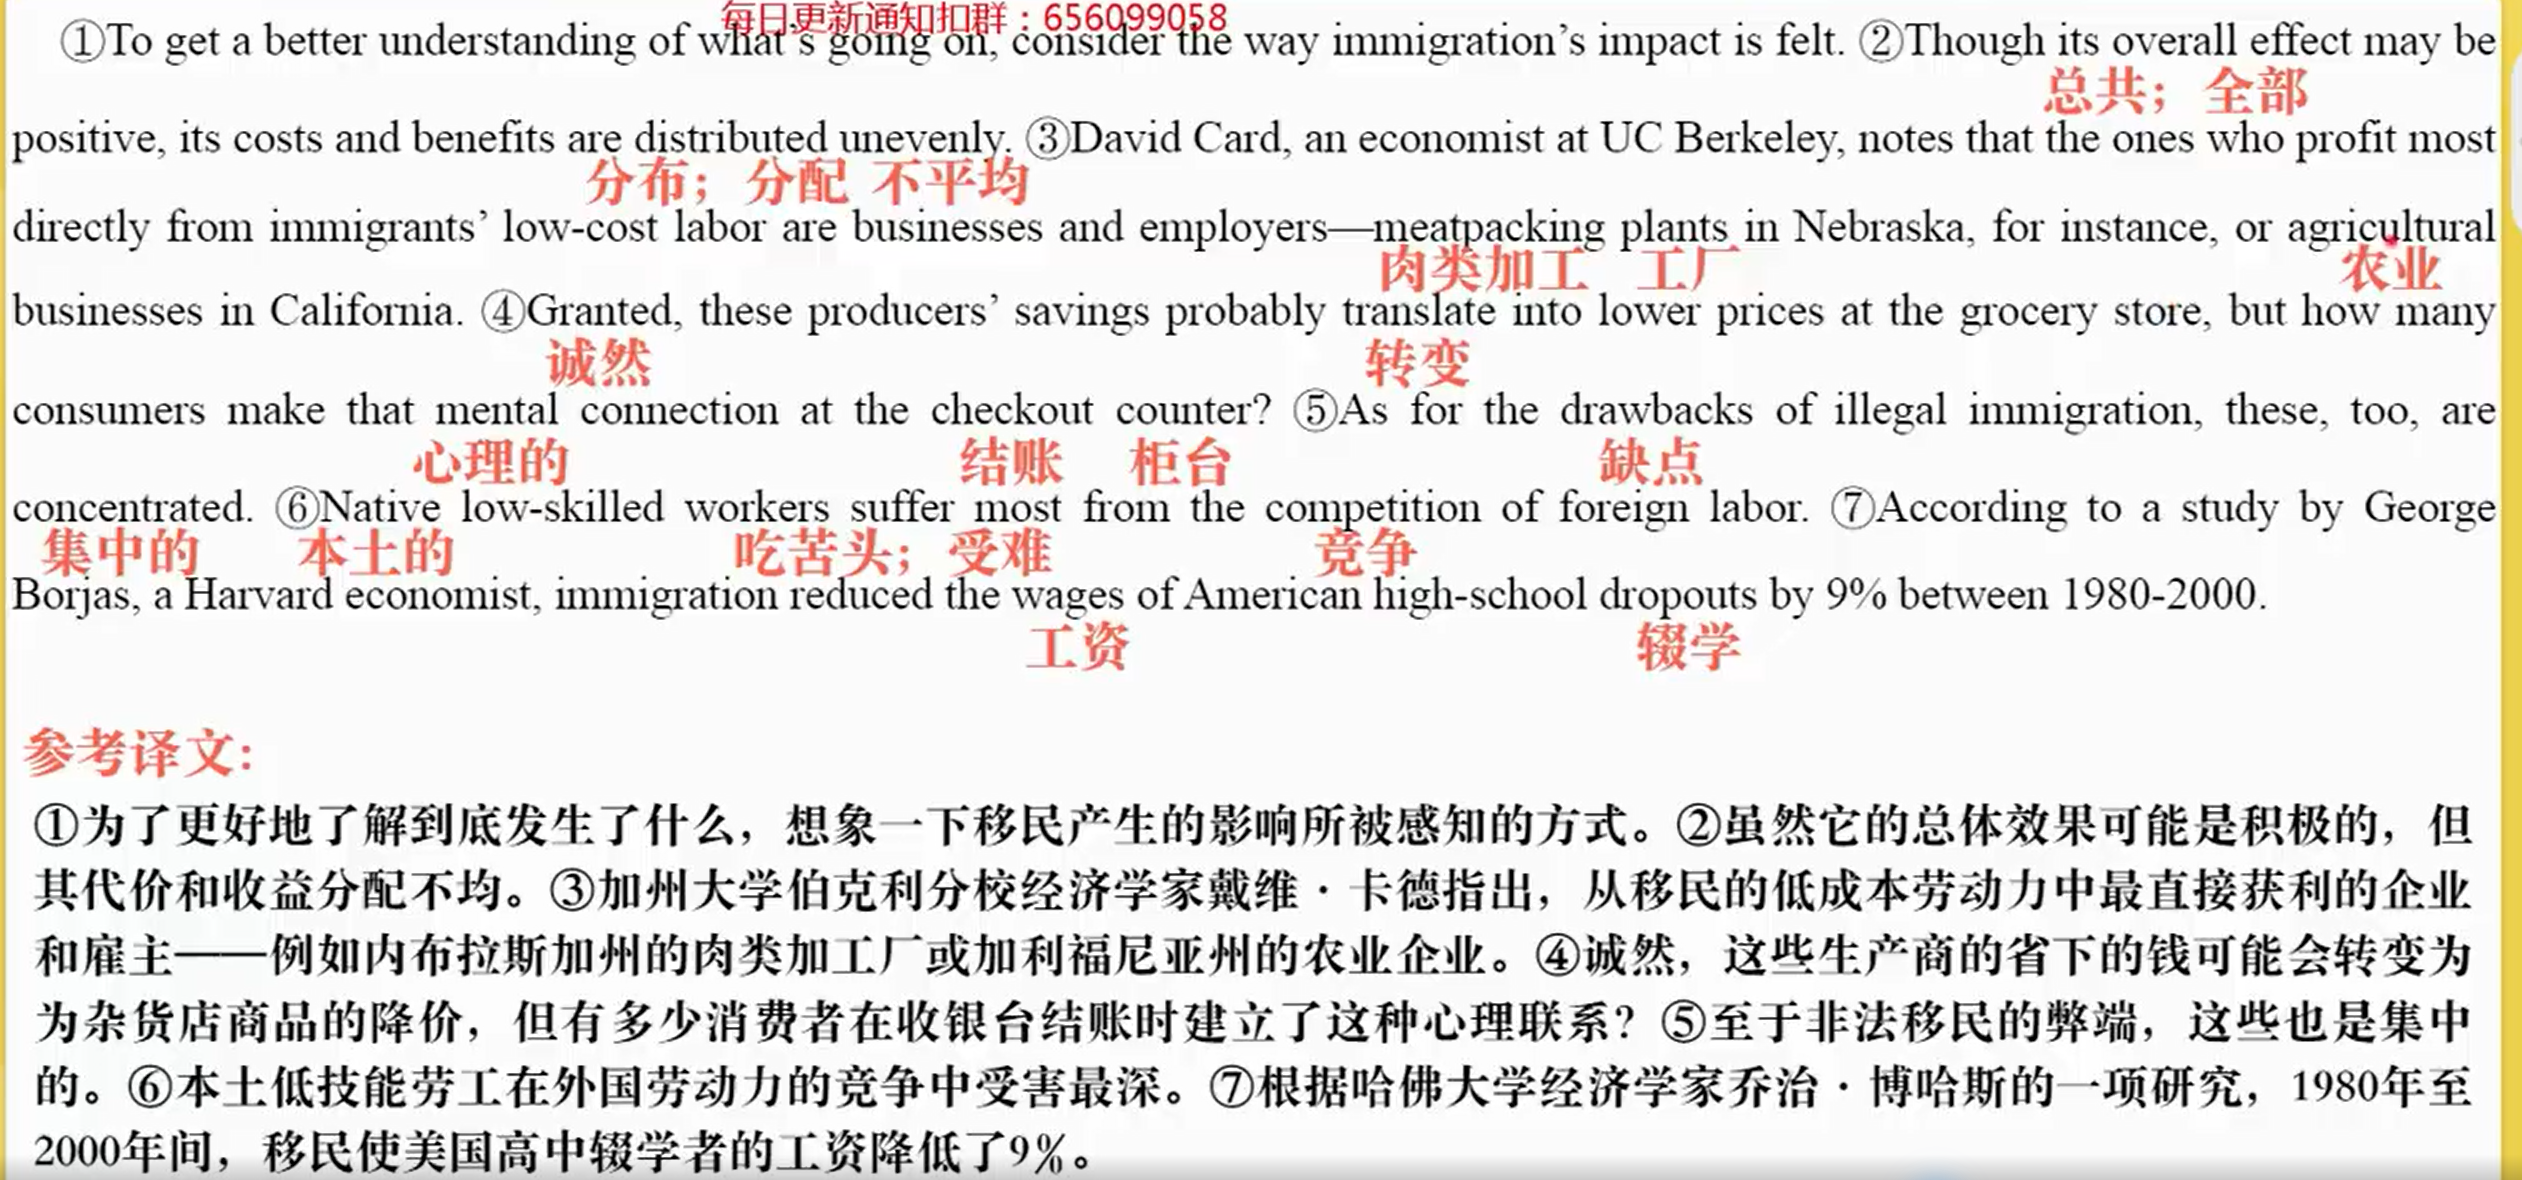 每日更新通知扣群：656099058
①To get a better understanding of what's going on, consider the way immigration's impact is felt. ②Though its overall effect may be
总共；全部
positive, its costs and benefits are distributed unevenly. ③David Card, an economist at UC Berkeley, notes that the ones who profit most
分布；分配 不平均
directly from immigrants' low-cost labor are businesses and employers—meatpacking plants in Nebraska, for instance, or agricultural
肉类加工 工厂 农业
businesses in California. ④Granted, these producers' savings probably translate into lower prices at the grocery store, but how many
诚然 转变
consumers make that mental connection at the checkout counter? ⑤As for the drawbacks of illegal immigration, these, too, are
心理的 结账 柜台 缺点
concentrated. ⑥Native low-skilled workers suffer most from the competition of foreign labor. ⑦According to a study by George
集中的 本土的 吃苦头；受难 竞争
Borjas, a Harvard economist, immigration reduced the wages of American high-school dropouts by 9% between 1980-2000.
工资 辍学
参考译文：
①为了更好地了解到底发生了什么，想象一下移民产生的影响所被感知的方式。②虽然它的总体效果可能是积极的，但
其代价和收益分配不均。③加州大学伯克利分校经济学家戴维·卡德指出，从移民的低成本劳动力中最直接获利的企业
和雇主——例如内布拉斯加州的肉类加工厂或加利福尼亚州的农业企业。④诚然，这些生产商的省下的钱可能会转变为
为杂货店商品的降价，但有多少消费者在收银台结账时建立了这种心理联系？⑤至于非法移民的弊端，这些也是集中
的。⑥本土低技能劳工在外国劳动力的竞争中受害最深。⑦根据哈佛大学经济学家乔治·博哈斯的一项研究，1980年至
2000年间，移民使美国高中辍学者的工资降低了9%。